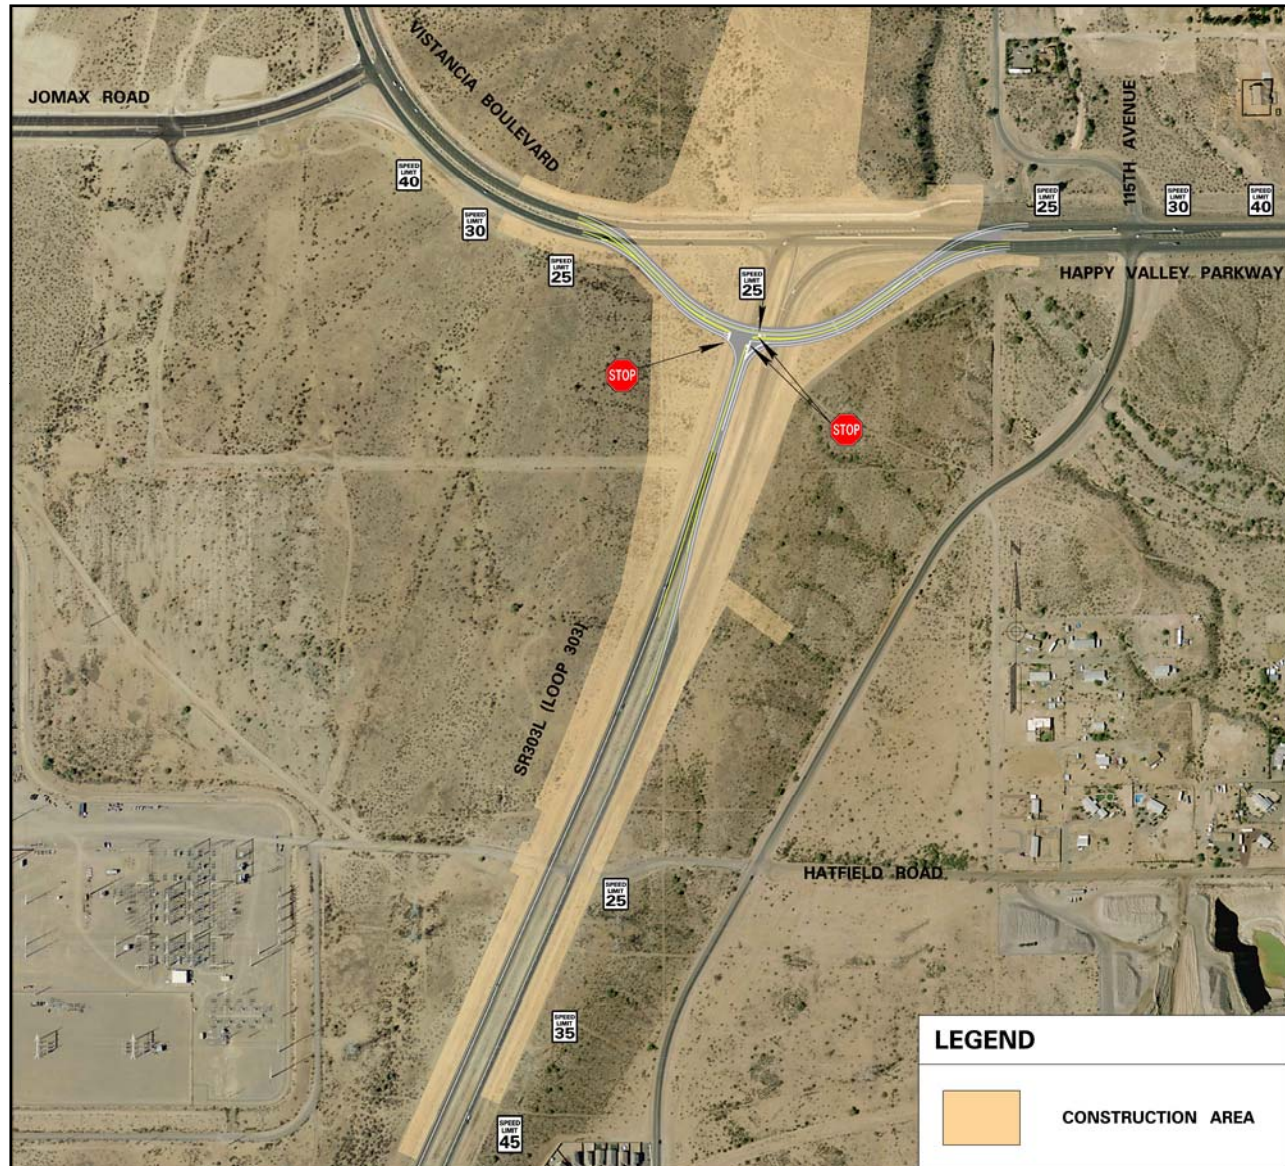 JOMAX ROAD
VISTANCIA BOULEVARD
115TH AVENUE
SPEED
LIMIT
40
SPEED
LIMIT
30
SPEED
LIMIT
25
SPEED
LIMIT
25
SPEED
LIMIT
25
SPEED
LIMIT
30
SPEED
LIMIT
40
HAPPY VALLEY PARKWAY
STOP
STOP
N
SR303L (LOOP 303)
HATFIELD ROAD
SPEED
LIMIT
25
SPEED
LIMIT
35
SPEED
LIMIT
45
LEGEND
CONSTRUCTION AREA